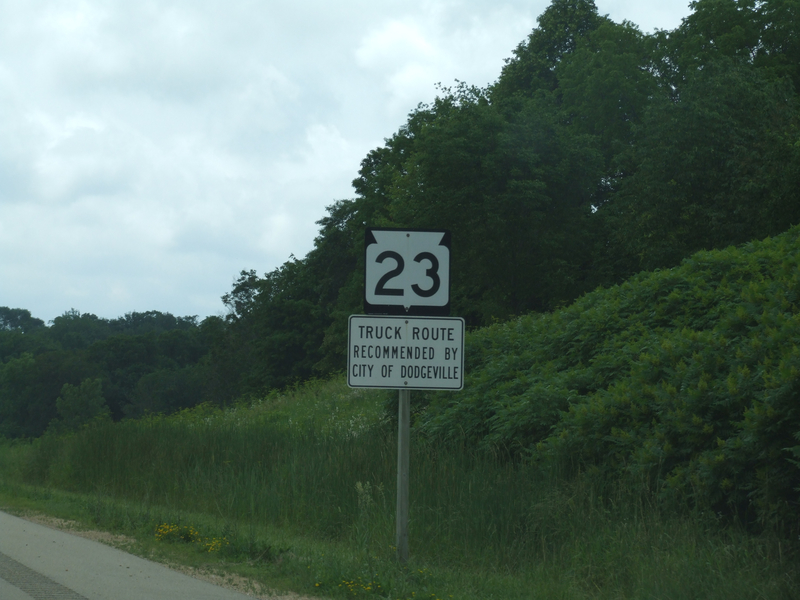 23
TRUCK ROUTE
RECOMMENDED BY
CITY OF DODGEVILLE